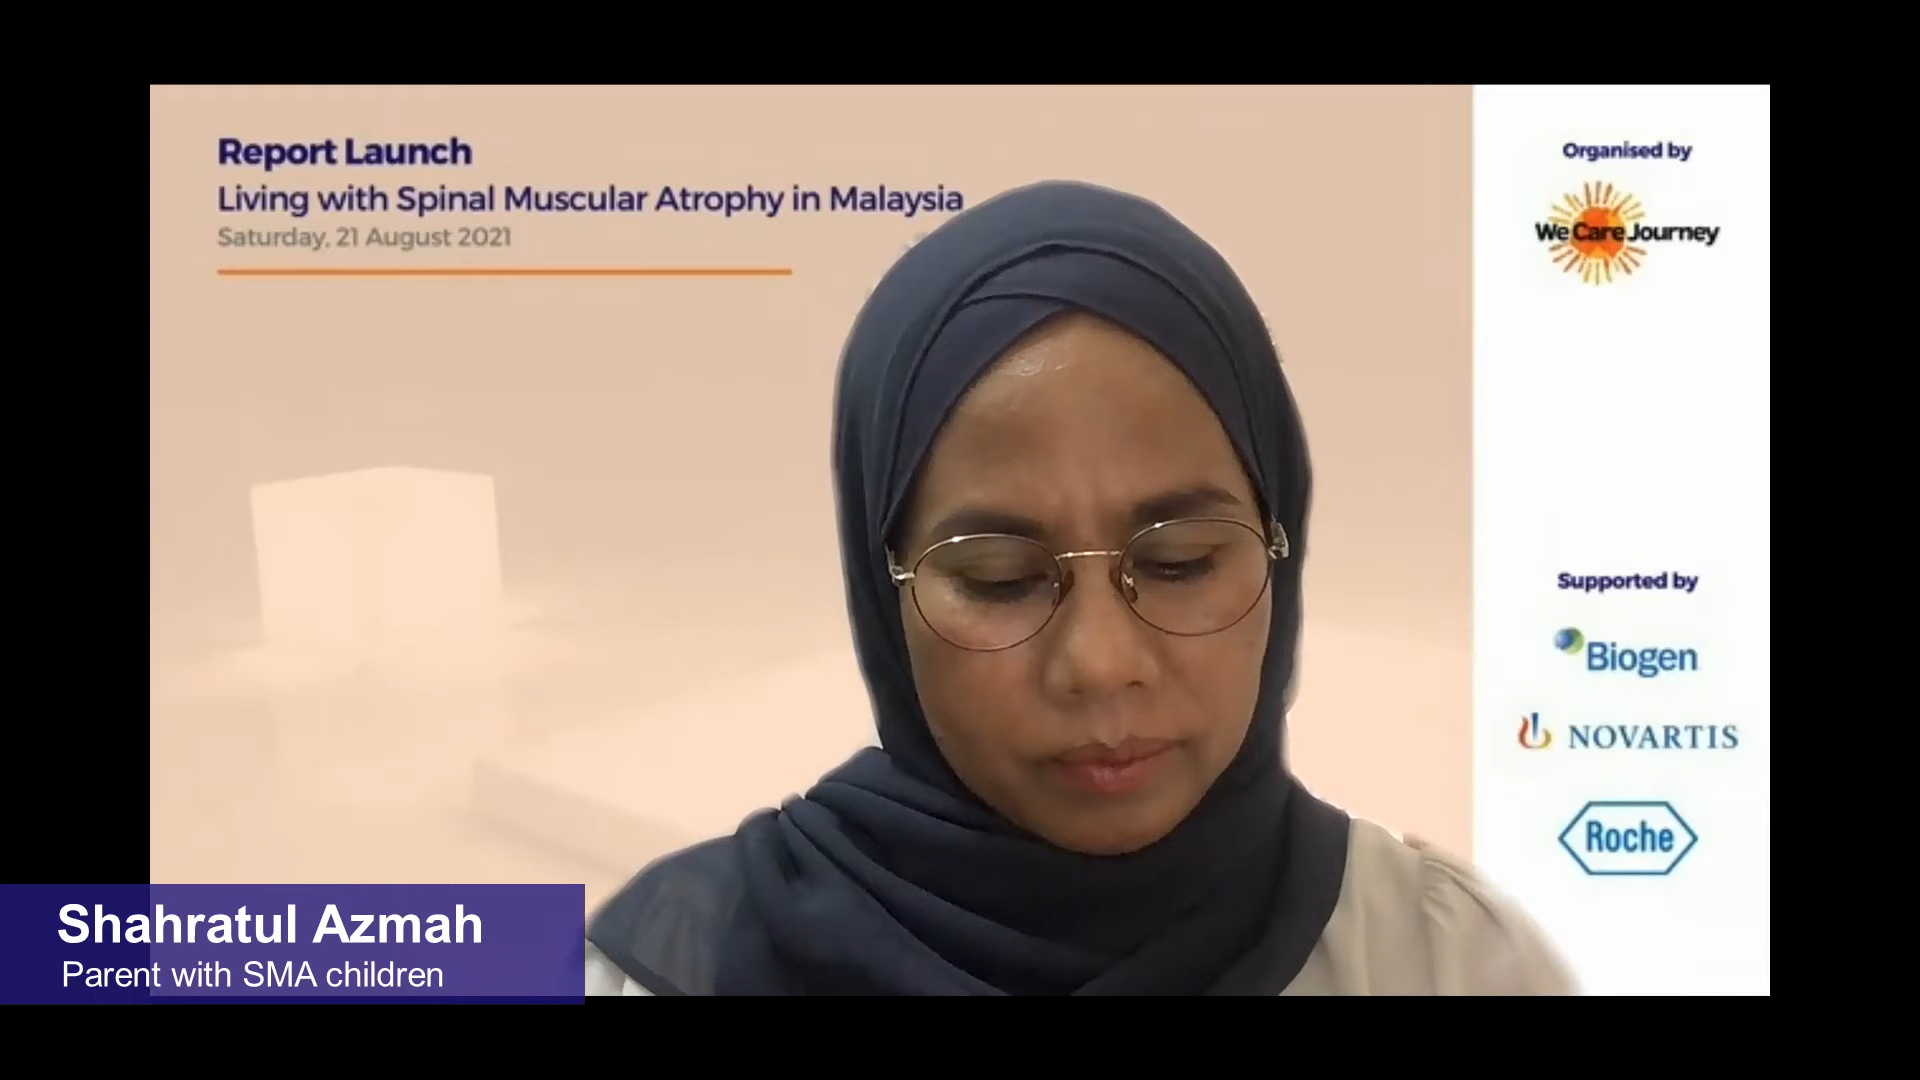 Report Launch
Living with Spinal Muscular Atrophy in Malaysia
Saturday, 21 August 2021
Organised by
We Care Journey
Supported by
Biogen
NOVARTIS
Roche
Shahratul Azmah
Parent with SMA children